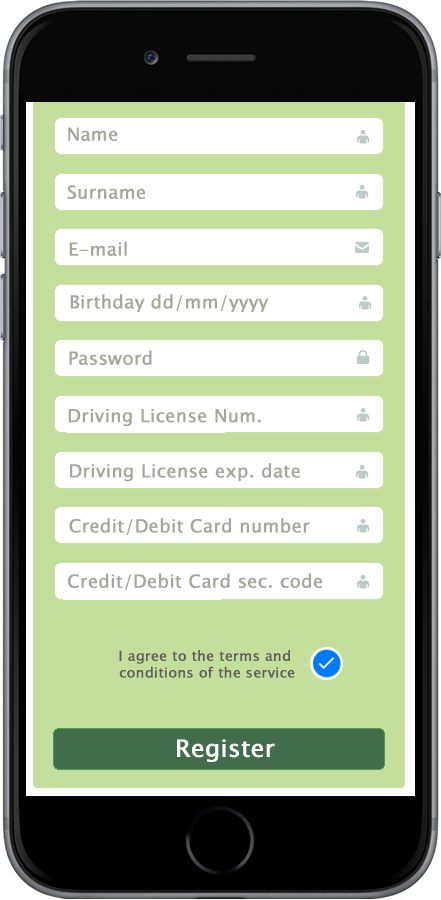 Name
Surname
E-mail
Birthday dd/mm/yyyy
Password
Driving License Num.
Driving License exp. date
Credit/Debit Card number
Credit/Debit Card sec. code
I agree to the terms and
conditions of the service
Register